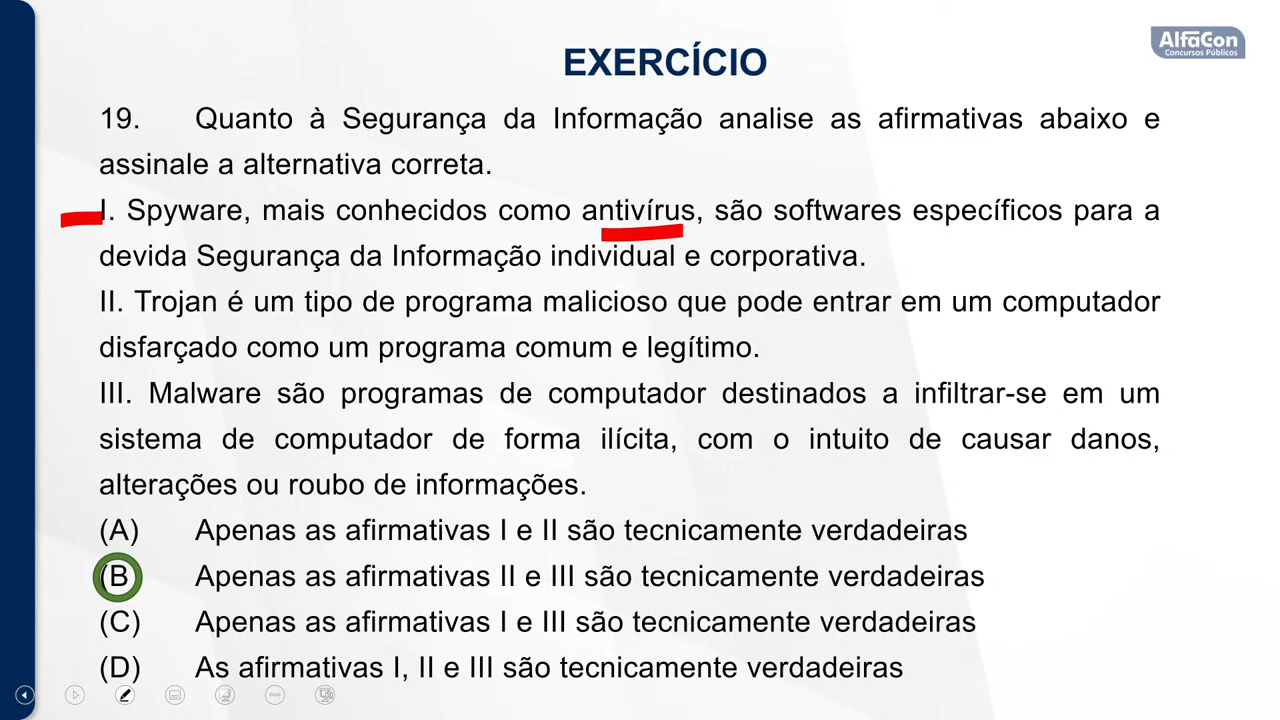 AlfaCon
Concursos Públicos
EXERCÍCIO
19. Quanto à Segurança da Informação analise as afirmativas abaixo e
assinale a alternativa correta.
I. Spyware, mais conhecidos como antivírus, são softwares específicos para a
devida Segurança da Informação individual e corporativa.
II. Trojan é um tipo de programa malicioso que pode entrar em um computador
disfarçado como um programa comum e legítimo.
III. Malware são programas de computador destinados a infiltrar-se em um
sistema de computador de forma ilícita, com o intuito de causar danos,
alterações ou roubo de informações.
(A) Apenas as afirmativas I e II são tecnicamente verdadeiras
(B Apenas as afirmativas II e III são tecnicamente verdadeiras
(C) Apenas as afirmativas I e III são tecnicamente verdadeiras
(D) As afirmativas I, II e III são tecnicamente verdadeiras